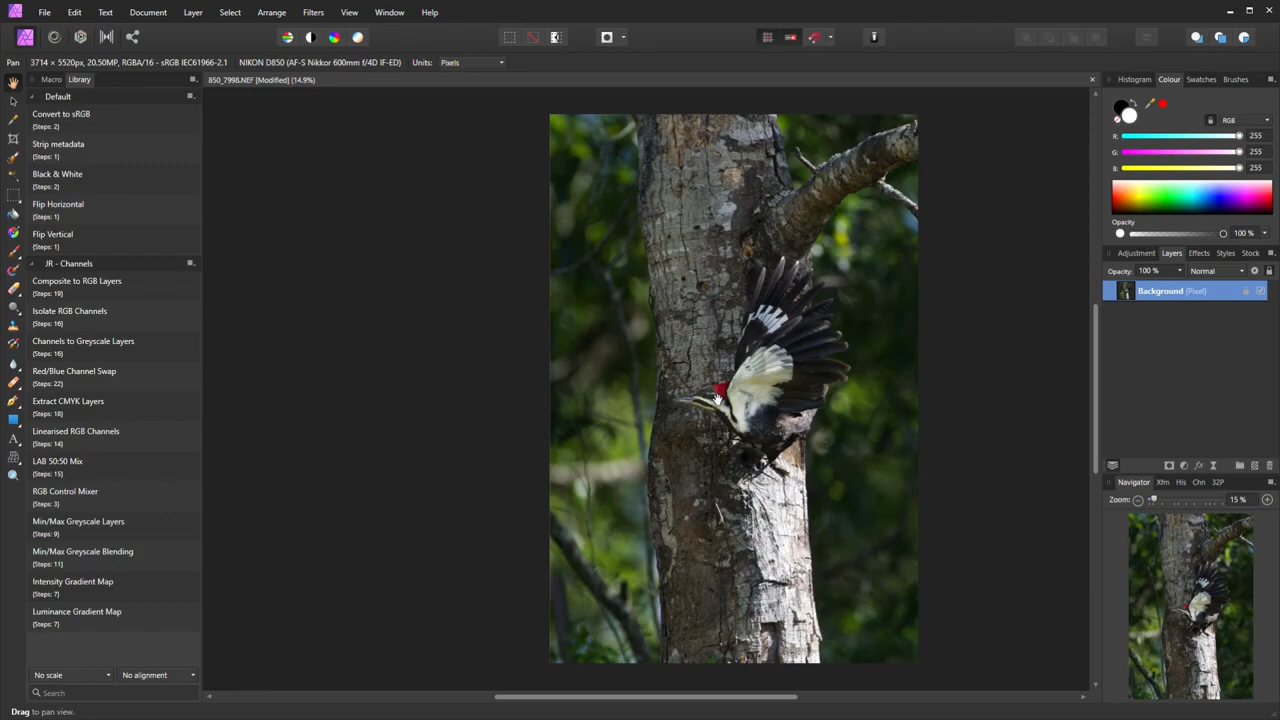 File Edit Text Document Layer Select Arrange Filters View Window Help
Pan 3714 × 5520px, 20.50MP, RGBA/16 - sRGB IEC61966-2.1 NIKON D850 (AF-S Nikkor 600mm f/4D IF-ED) Units: Pixels
Macro Library
850_7998.NEF [Modified] (14.9%)
Default
Convert to sRGB
(Steps: 2)
Strip metadata
(Steps: 1)
Black & White
(Steps: 2)
Flip Horizontal
(Steps: 1)
Flip Vertical
(Steps: 1)
JR - Channels
Composite to RGB Layers
(Steps: 19)
Isolate RGB Channels
(Steps: 16)
Channels to Greyscale Layers
(Steps: 16)
Red/Blue Channel Swap
(Steps: 22)
Extract CMYK Layers
(Steps: 18)
Linearised RGB Channels
(Steps: 14)
LAB 50:50 Mix
(Steps: 15)
RGB Control Mixer
(Steps: 3)
Min/Max Greyscale Layers
(Steps: 9)
Min/Max Greyscale Blending
(Steps: 11)
Intensity Gradient Map
(Steps: 7)
Luminance Gradient Map
(Steps: 7)
No scale No alignment
Search
Drag to pan view.
Histogram Colour Swatches Brushes
RGB
R: 255
G: 255
B: 255
Opacity
100 %
Adjustment Layers Effects Styles Stock
Opacity: 100 % Normal
Background (Pixel)
Navigator Xfm His Chn 32P
Zoom: 15 %